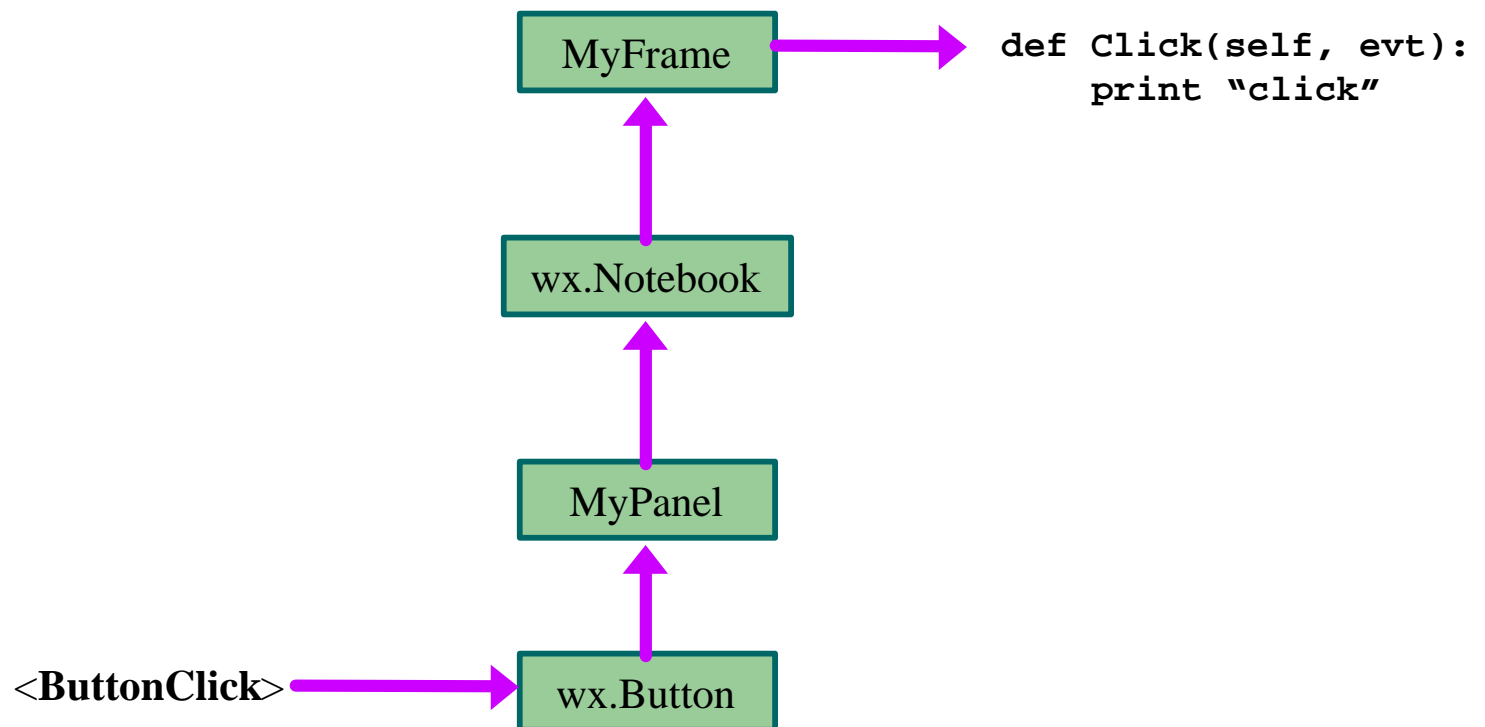 MyFrame
def Click(self, evt):
    print “click”
wx.Notebook
MyPanel
<ButtonClick>
wx.Button